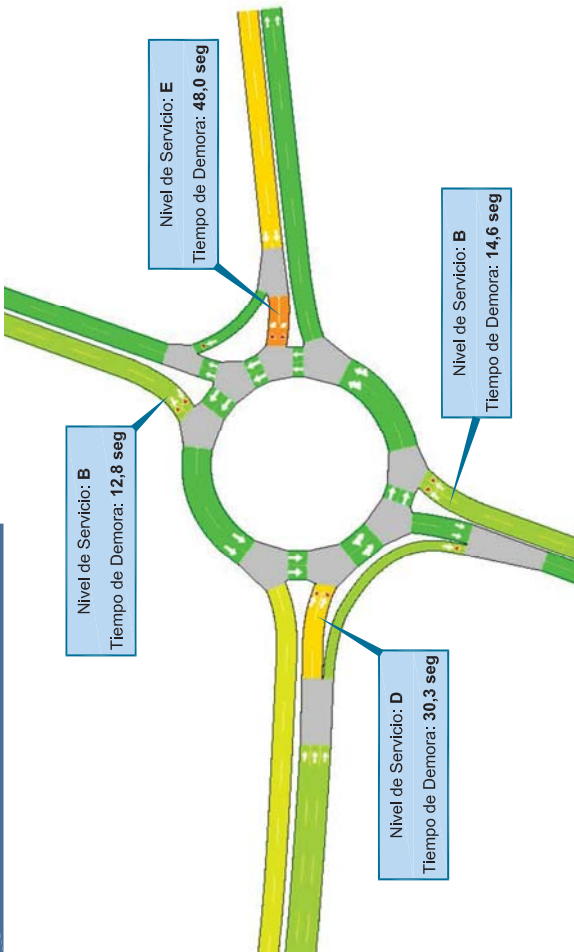 Nivel de Servicio: E
Tiempo de Demora: 48,0 seg
Nivel de Servicio: B
Tiempo de Demora: 12,8 seg
Nivel de Servicio: B
Tiempo de Demora: 14,6 seg
Nivel de Servicio: D
Tiempo de Demora: 30,3 seg